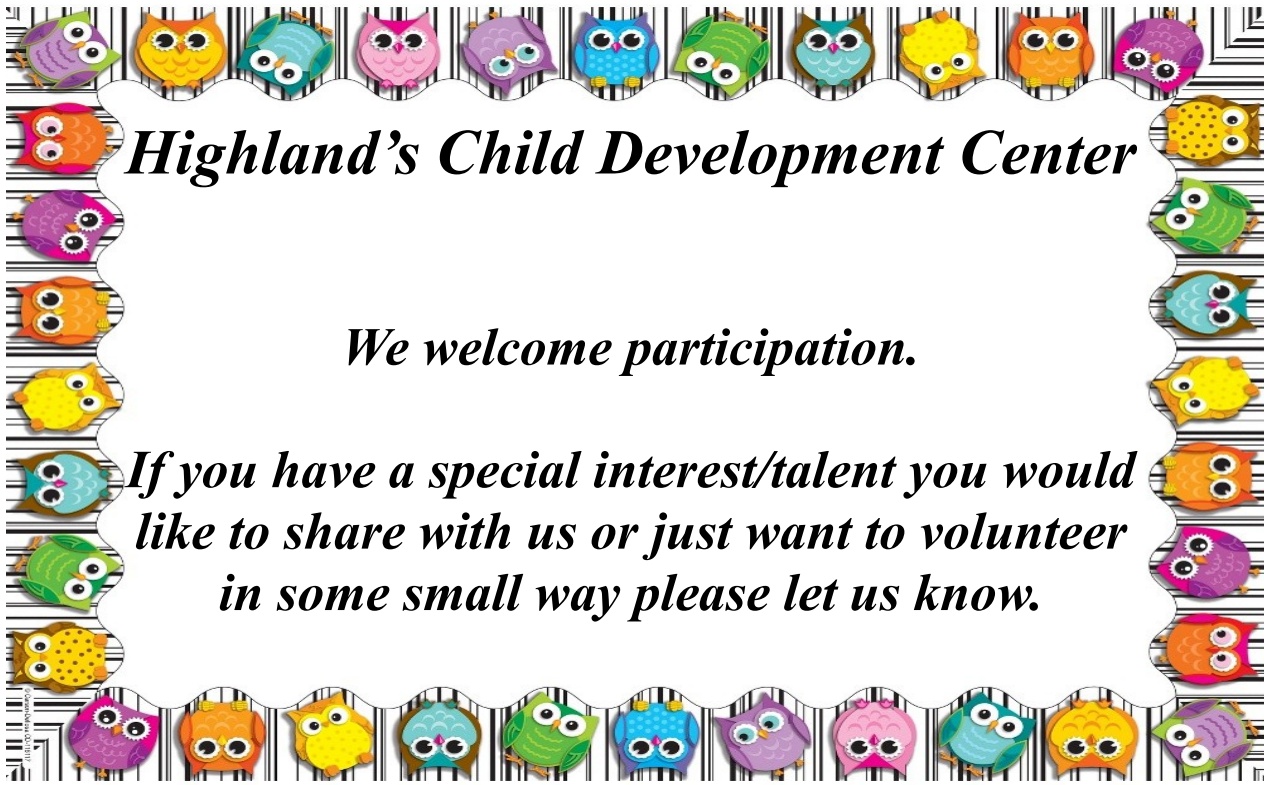 Highland’s Child Development Center
We welcome participation.
If you have a special interest/talent you would
like to share with us or just want to volunteer
in some small way please let us know.